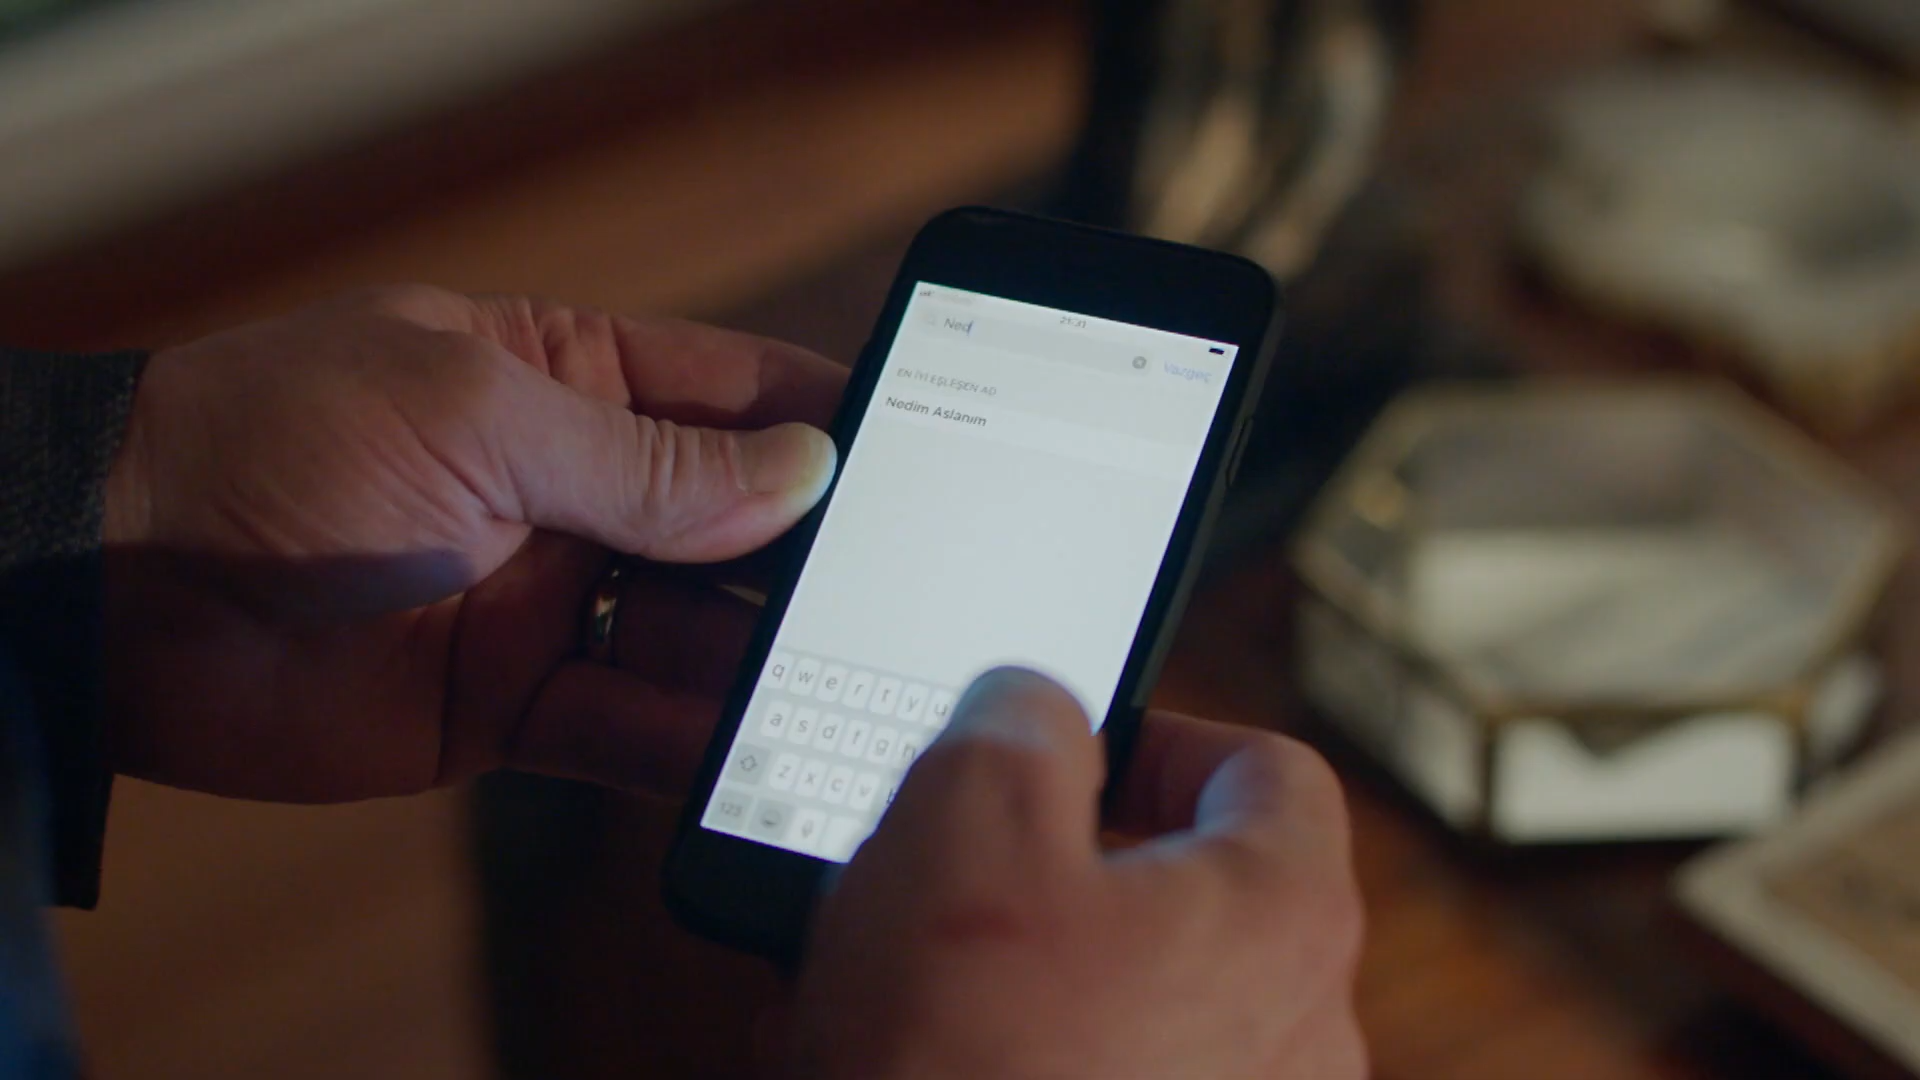 21:31
Ned
Vazgeç
EN İYİ EŞLEŞEN AD
Nedim Aslanım
q w e r t y u
a s d f g h
z x c v b
123